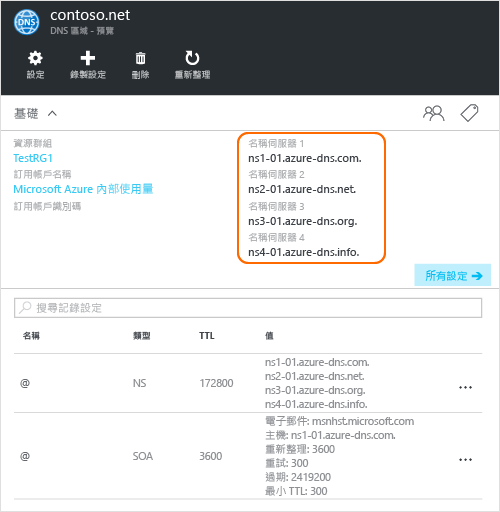 DNS
contoso.net
DNS 區域 - 預覽
設定
錄製設定
刪除
重新整理
基礎
資源群組
TestRG1
訂用帳戶名稱
Microsoft Azure 內部使用量
訂用帳戶識別碼
名稱伺服器 1
ns1-01.azure-dns.com.
名稱伺服器 2
ns2-01.azure-dns.net.
名稱伺服器 3
ns3-01.azure-dns.org.
名稱伺服器 4
ns4-01.azure-dns.info.
所有設定
搜尋記錄設定
名稱 類型 TTL 值
@ NS 172800
ns1-01.azure-dns.com.
ns2-01.azure-dns.net.
ns3-01.azure-dns.org.
ns4-01.azure-dns.info.
@ SOA 3600
電子郵件: msnhst.microsoft.com
主機: ns1-01.azure-dns.com.
重新整理: 3600
重試: 300
過期: 2419200
最小 TTL: 300